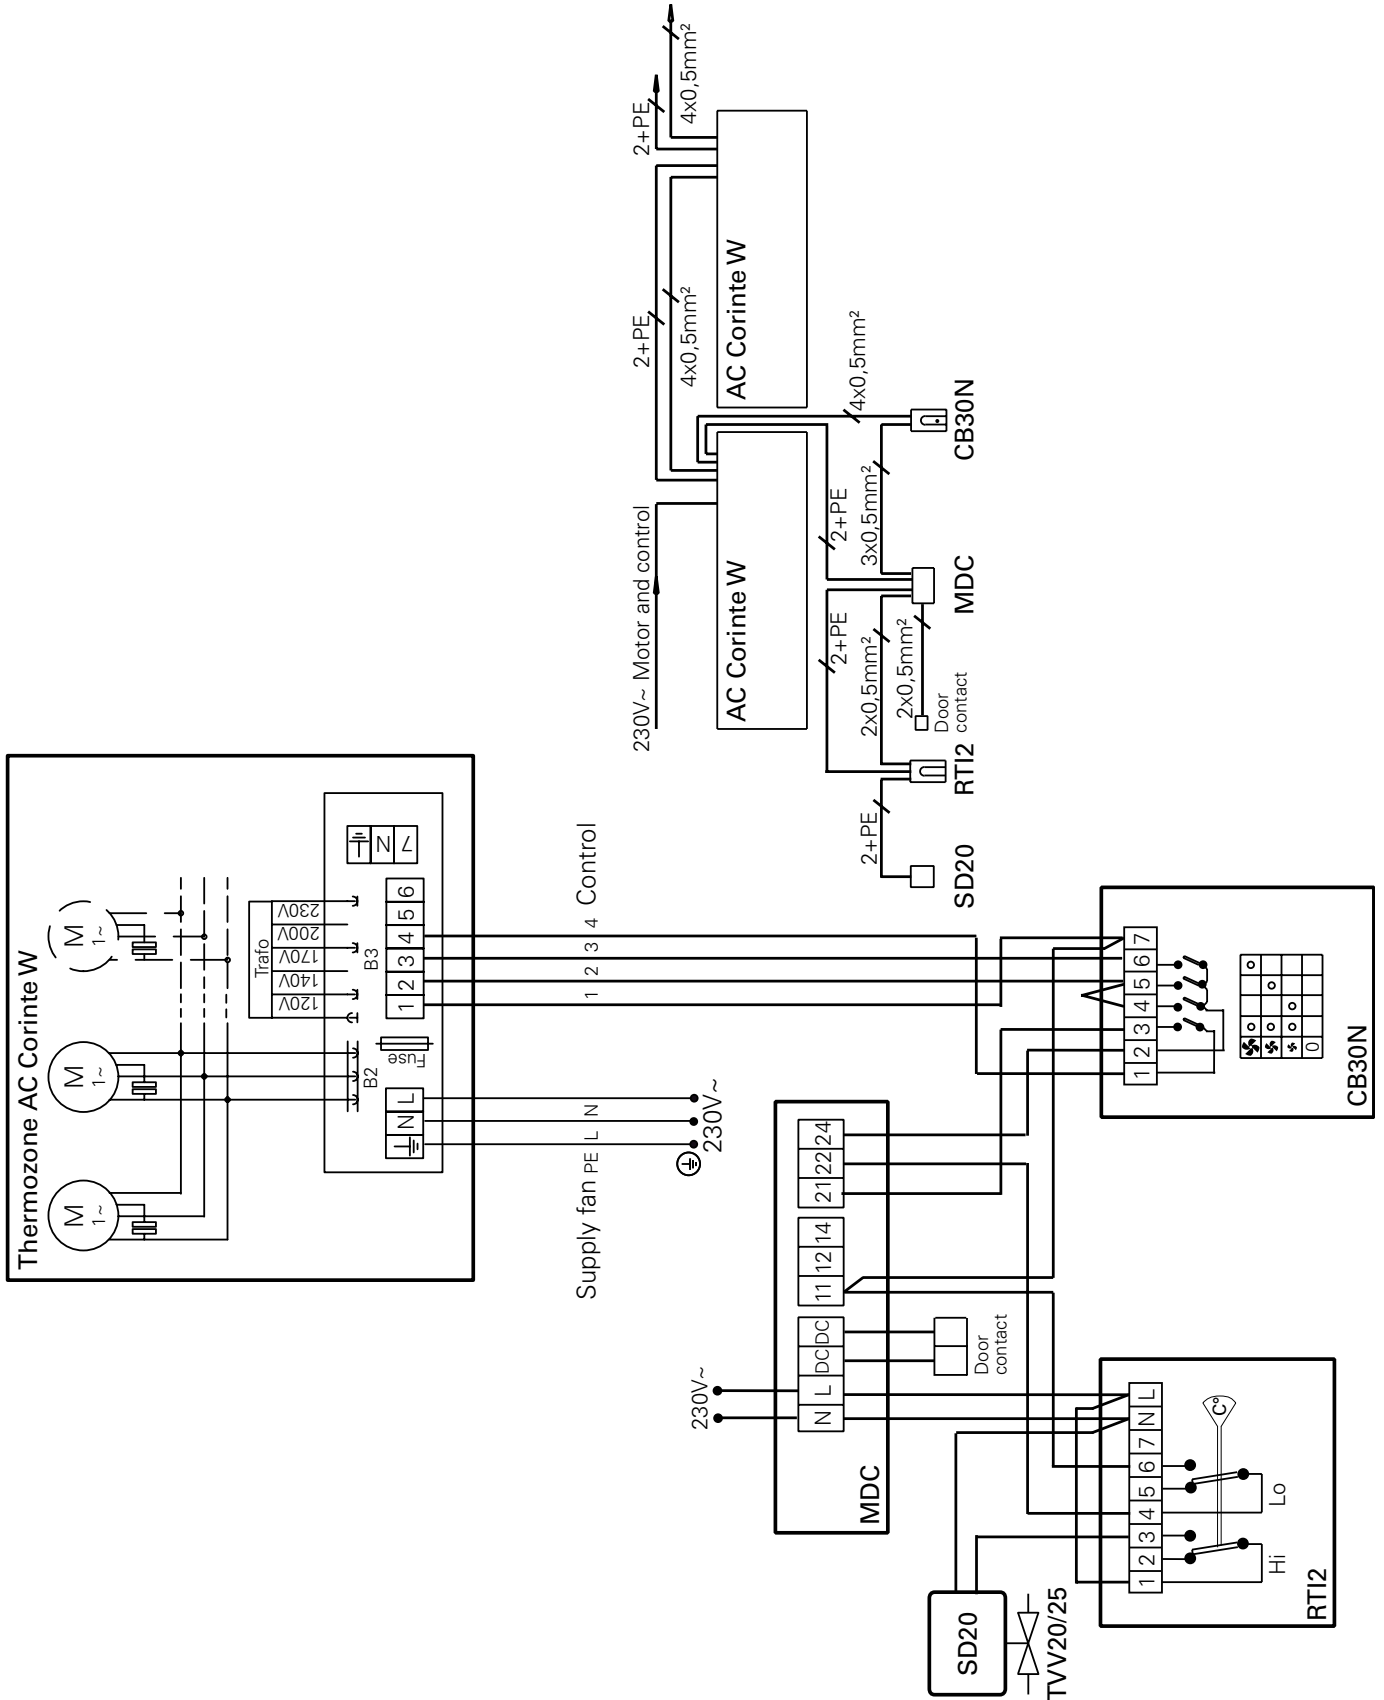 Thermozone AC Corinte W
M
1~
M
1~
M
1~
Trafo
120V
140V
170V
200V
230V
B2
B3
Fuse
N L
1 2 3 4 5 6
N 7
Supply fan PE L N
1 2 3 4 Control
230V~
230V~
MDC
N L DC DC
11 12 14
21 22 24
Door
contact
SD20
TVV20/25
RTI2
1 2 3 4 5 6 7 N L
Hi
Lo
C°
CB30N
1 2 3 4 5 6 7
0
230V~ Motor and control
AC Corinte W
AC Corinte W
2+PE
4x0,5mm²
2+PE
4x0,5mm²
4x0,5mm²
2+PE
3x0,5mm²
2+PE
2x0,5mm²
2x0,5mm²
2+PE
Door
contact
SD20
RTI2
MDC
CB30N